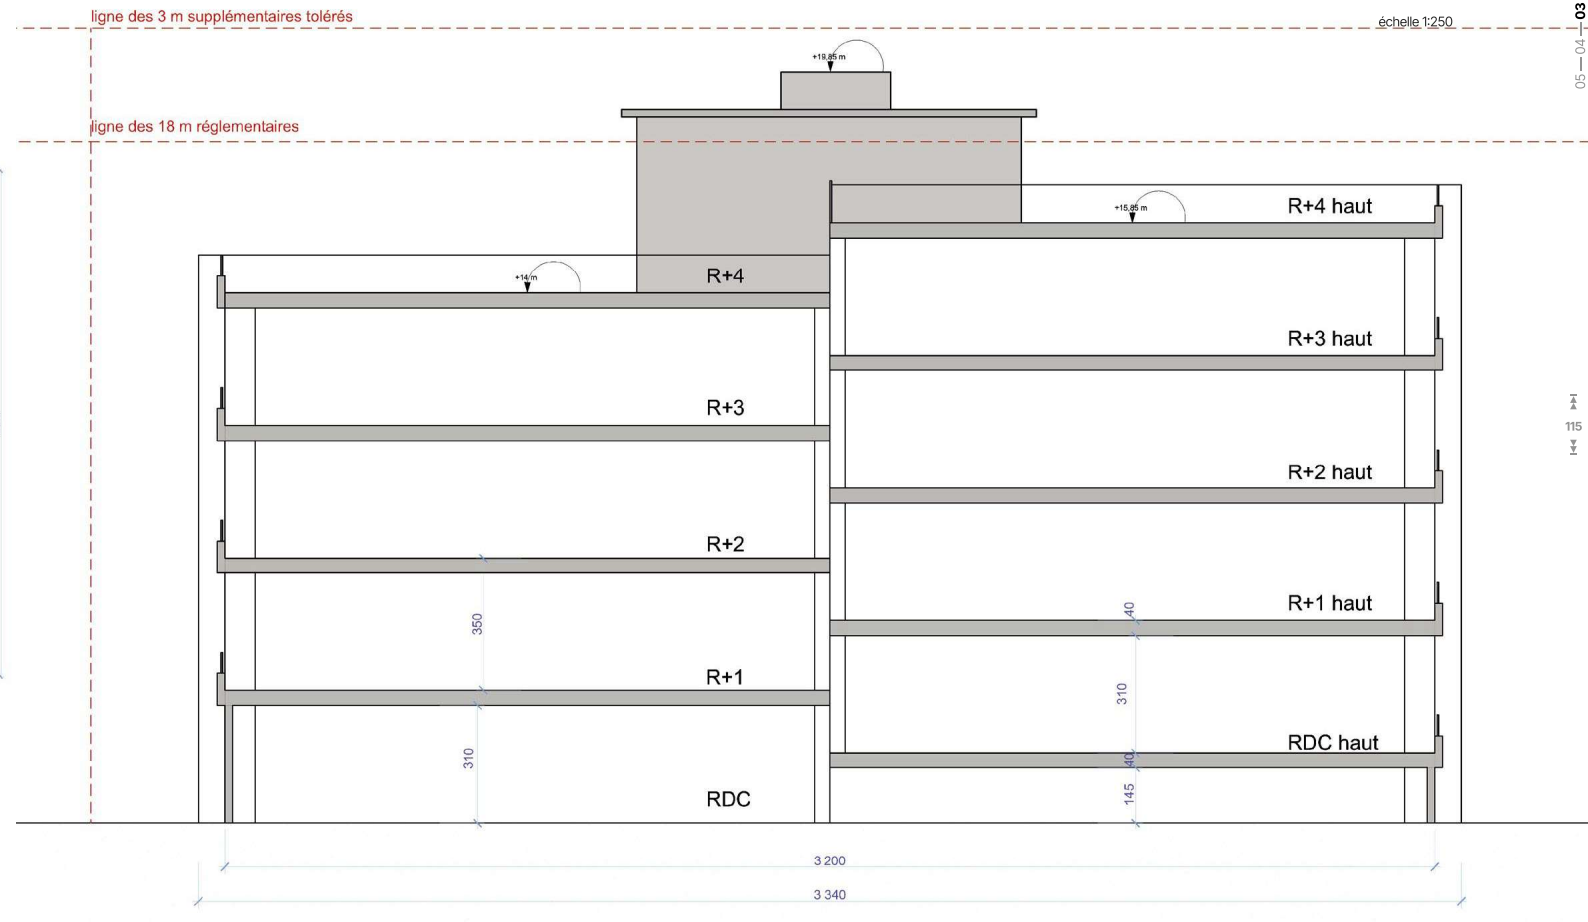 ligne des 3 m supplémentaires tolérés
échelle 1:250
05 — 04 — 03
+19,85 m
ligne des 18 m réglementaires
R+4 haut
+15,85 m
R+4
+14 m
R+3 haut
R+3
115
R+2 haut
R+2
R+1 haut
40
350
R+1
310
RDC haut
40
310
145
RDC
3 200
3 340